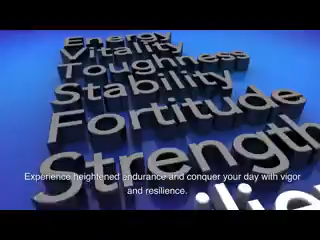 Energy
Vitality
Toughness
Stability
Fortitude
Strength
Experience heightened endurance and conquer your day with vigor
and resilience.